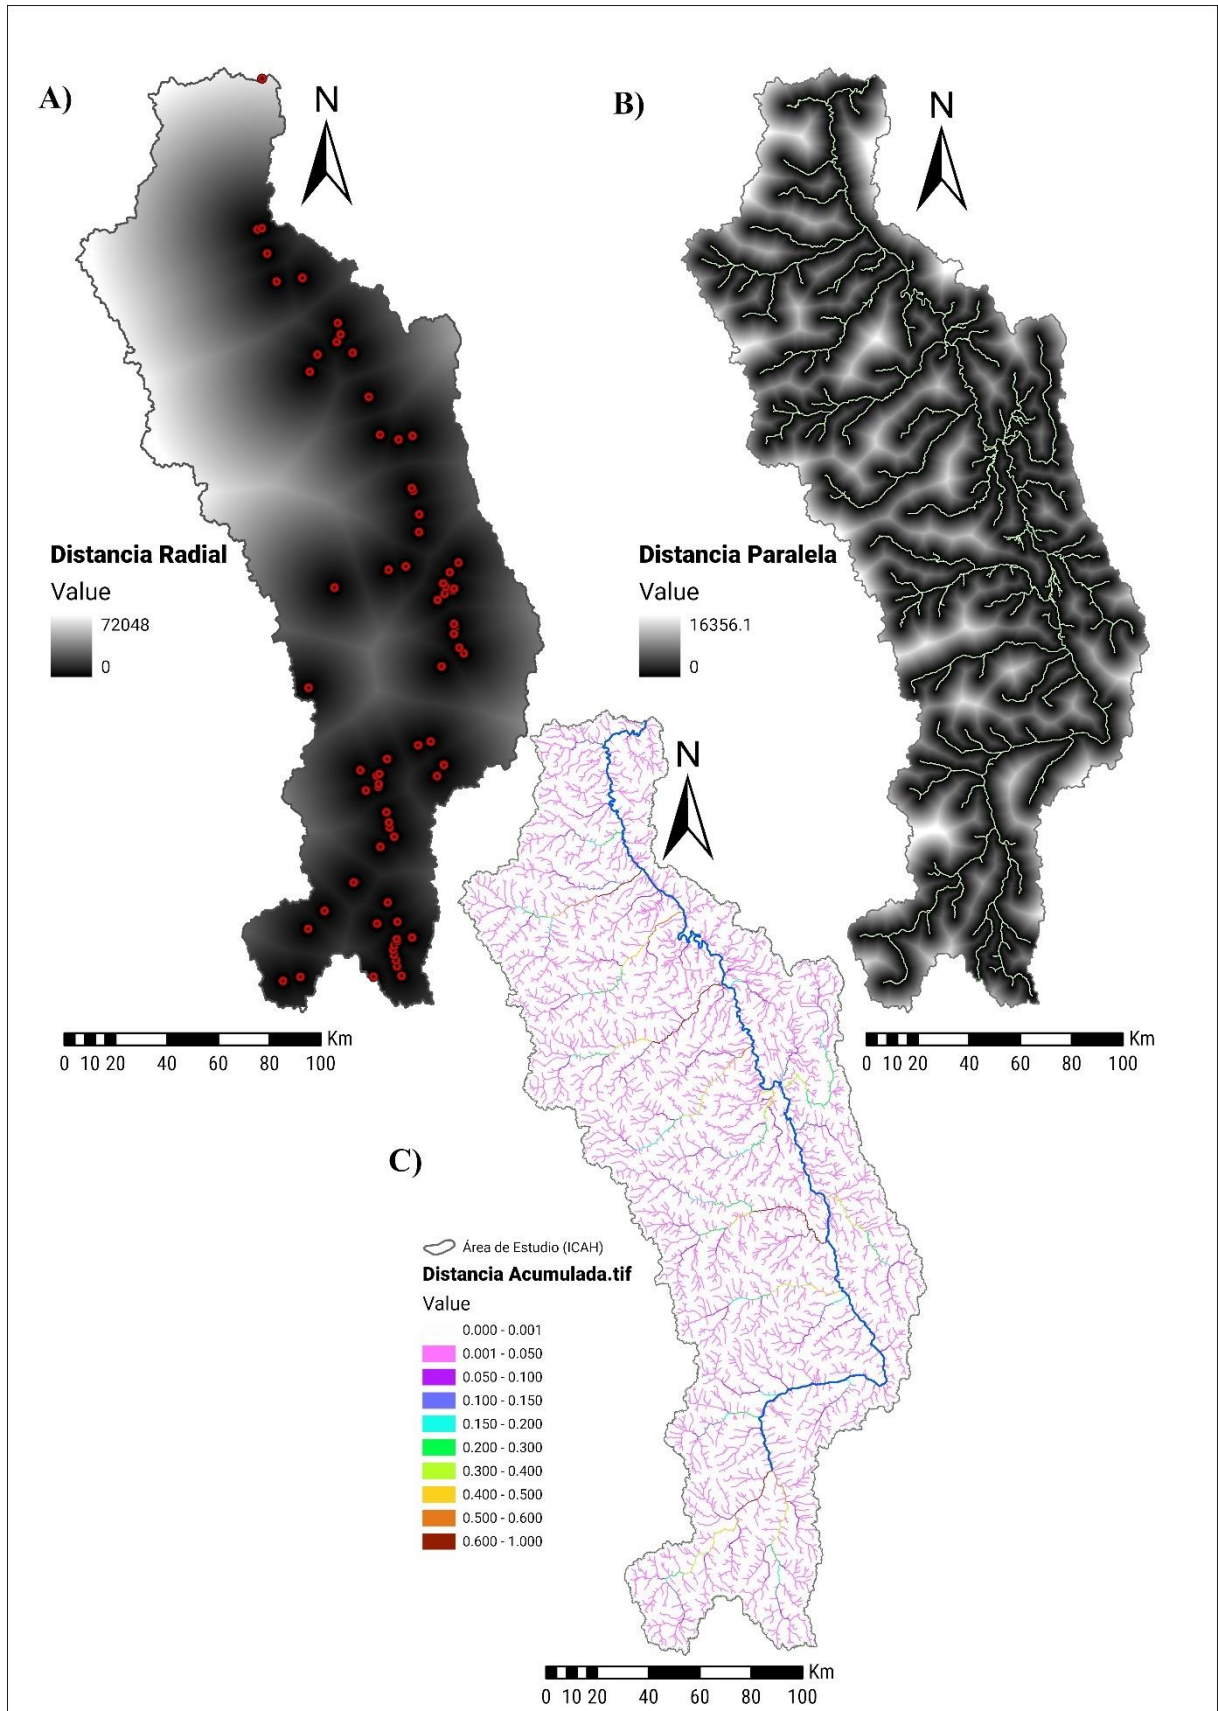 A)
N
B)
N
Distancia Radial
Value
72048
0
Distancia Paralela
Value
16356.1
0
Km
0 10 20 40 60 80 100
Km
0 10 20 40 60 80 100
N
C)
Área de Estudio (ICAH)
Distancia Acumulada.tif
Value
0.000 - 0.001
0.001 - 0.050
0.050 - 0.100
0.100 - 0.150
0.150 - 0.200
0.200 - 0.300
0.300 - 0.400
0.400 - 0.500
0.500 - 0.600
0.600 - 1.000
Km
0 10 20 40 60 80 100